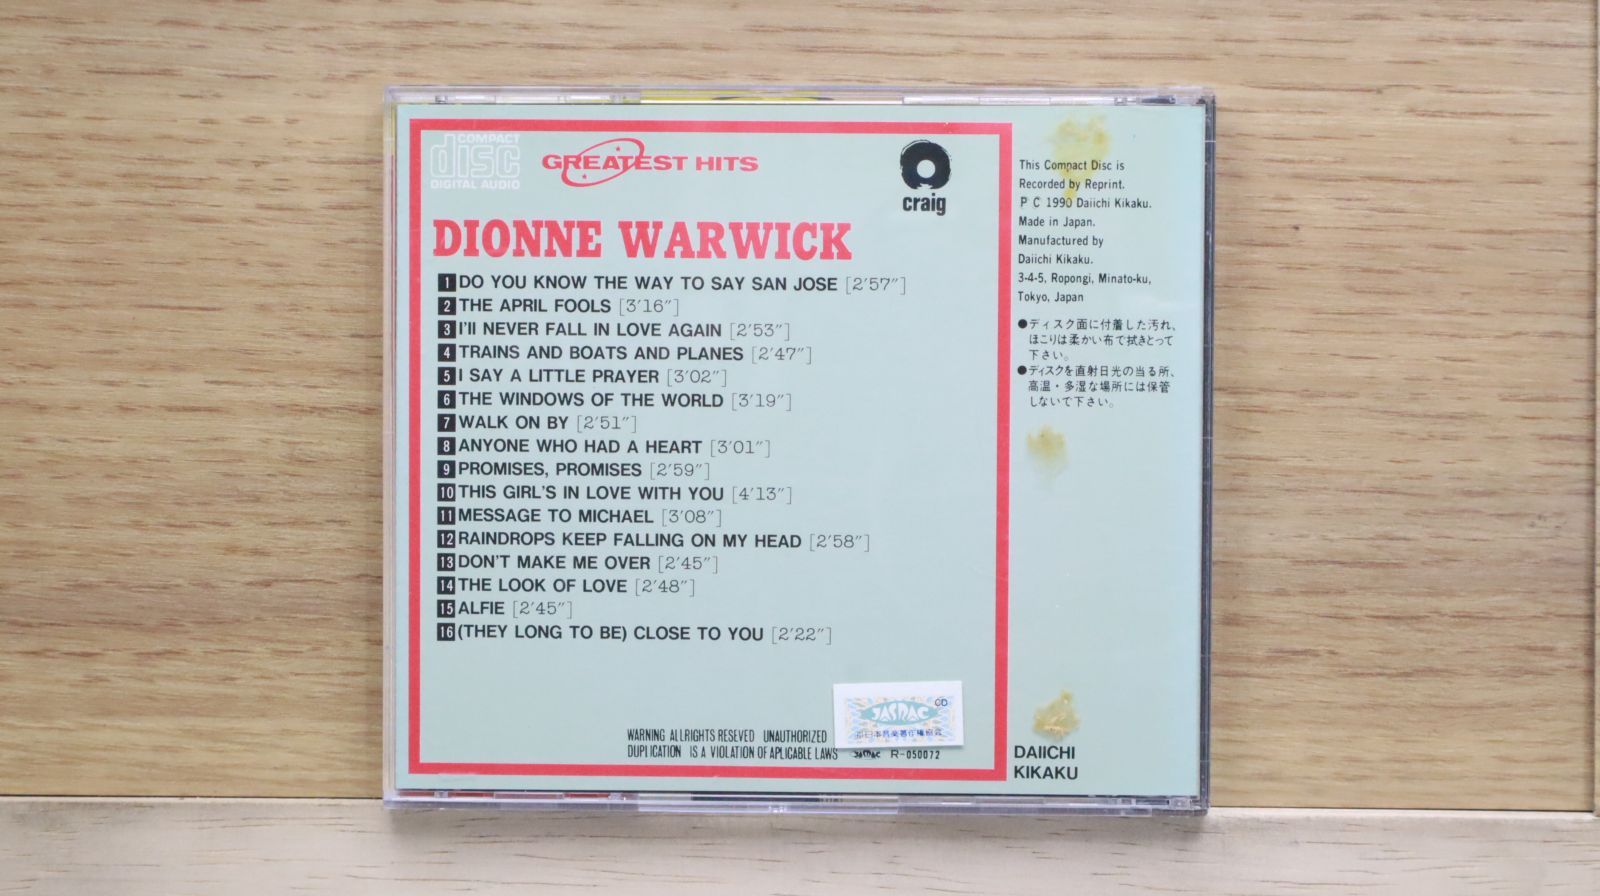 COMPACT
disc
DIGITAL AUDIO
GREATEST HITS
craig
DIONNE WARWICK
1 DO YOU KNOW THE WAY TO SAY SAN JOSE [2'57"]
2 THE APRIL FOOLS [3'16"]
3 I'll NEVER FALL IN LOVE AGAIN [2'53"]
4 TRAINS AND BOATS AND PLANES [2'47"]
5 I SAY A LITTLE PRAYER [3'02"]
6 THE WINDOWS OF THE WORLD [3'19"]
7 WALK ON BY [2'51"]
8 ANYONE WHO HAD A HEART [3'01"]
9 PROMISES, PROMISES [2'59"]
10 THIS GIRL'S IN LOVE WITH YOU [4'13"]
11 MESSAGE TO MICHAEL [3'08"]
12 RAINDROPS KEEP FALLING ON MY HEAD [2'58"]
13 DON'T MAKE ME OVER [2'45"]
14 THE LOOK OF LOVE [2'48"]
15 ALFIE [2'45"]
16 (THEY LONG TO BE) CLOSE TO YOU [2'22"]
WARNING ALLRIGHTS RESEVED UNAUTHORIZED
DUPLICATION IS A VIOLATION OF APLICABLE LAWS
CD
JASRAC
日本音楽著作権協会
JASRAC R-050072
This Compact Disc is
Recorded by Reprint.
P C 1990 Daiichi Kikaku.
Made in Japan.
Manufactured by
Daiichi Kikaku.
3-4-5, Ropongi, Minato-ku,
Tokyo, Japan
●ディスク面に付着した汚れ、
ほこりは柔かい布で拭きとって
下さい。
●ディスクを直射日光の当る所、
高温・多湿な場所には保管
しないで下さい。
DAIICHI
KIKAKU